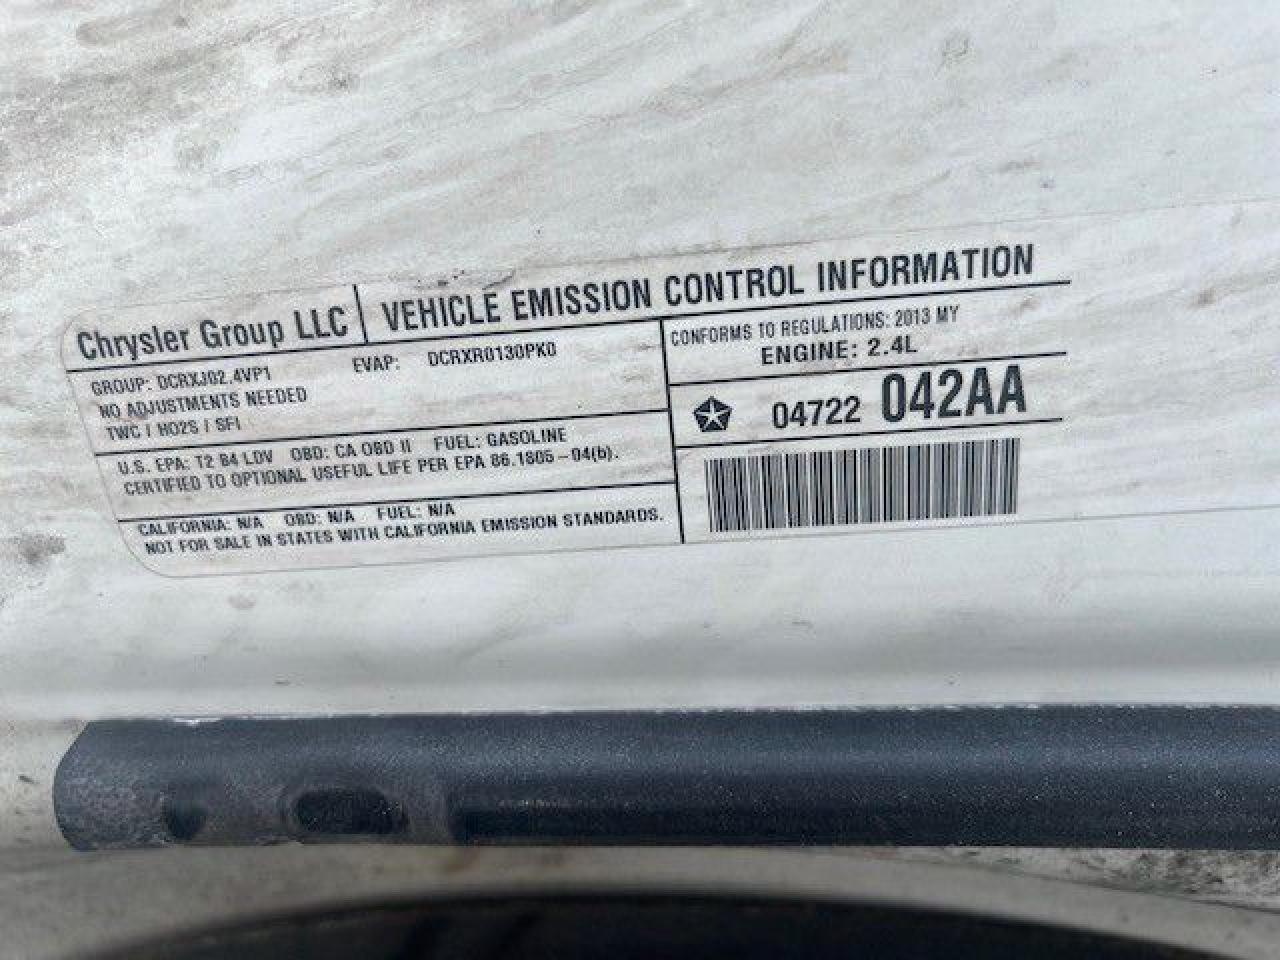 Chrysler Group LLC VEHICLE EMISSION CONTROL INFORMATION
GROUP: DCRXJ02.4VP1 EVAP: DCRXR0130PK0
NO ADJUSTMENTS NEEDED
TWC / HO2S / SFI
U.S. EPA: T2 B4 LDV OBD: CA OBD II FUEL: GASOLINE
CERTIFIED TO OPTIONAL USEFUL LIFE PER EPA 86.1805-04(b).
CALIFORNIA: N/A OBD: N/A FUEL: N/A
NOT FOR SALE IN STATES WITH CALIFORNIA EMISSION STANDARDS.
CONFORMS TO REGULATIONS: 2013 MY
ENGINE: 2.4L
04722 042AA